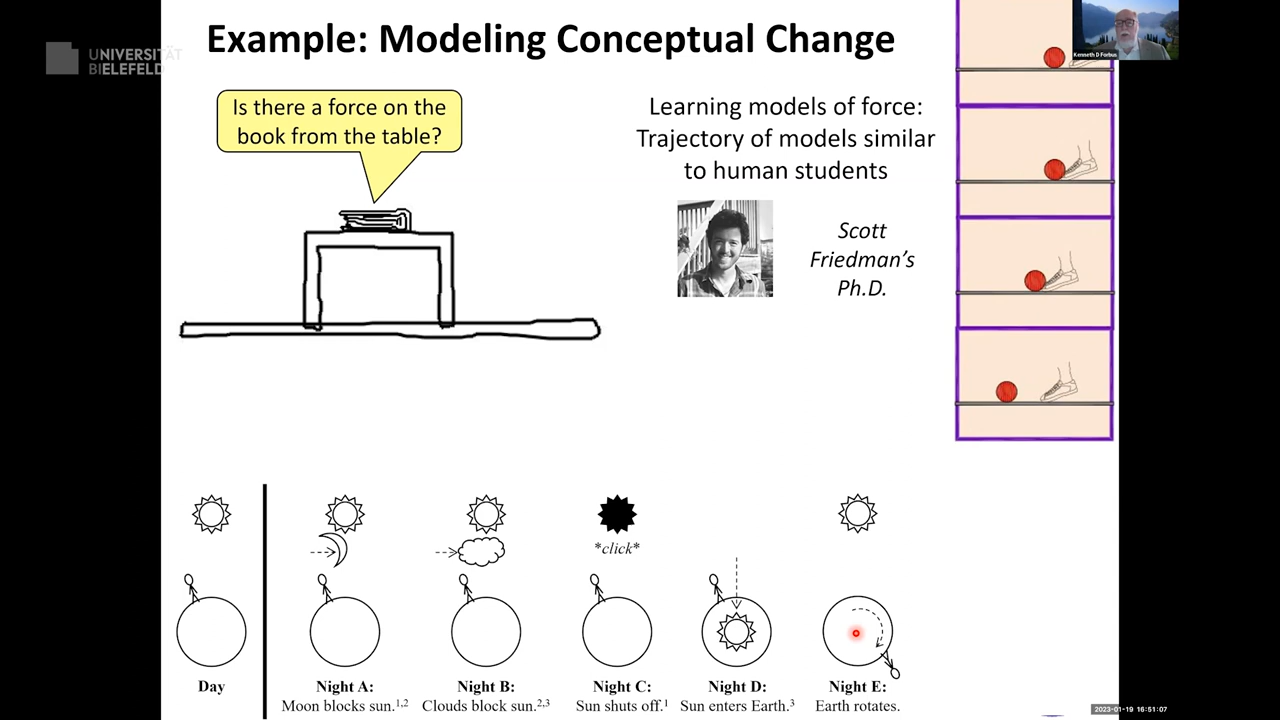 UNIVERSITÄT
BIELEFELD
Example: Modeling Conceptual Change
Kenneth D Forbus
Is there a force on the
book from the table?
Learning models of force:
Trajectory of models similar
to human students
Scott
Friedman’s
Ph.D.
*click*
Day
Night A:
Moon blocks sun.1,2
Night B:
Clouds block sun.2,3
Night C:
Sun shuts off.1
Night D:
Sun enters Earth.3
Night E:
Earth rotates.
2023-01-19 16:51:07